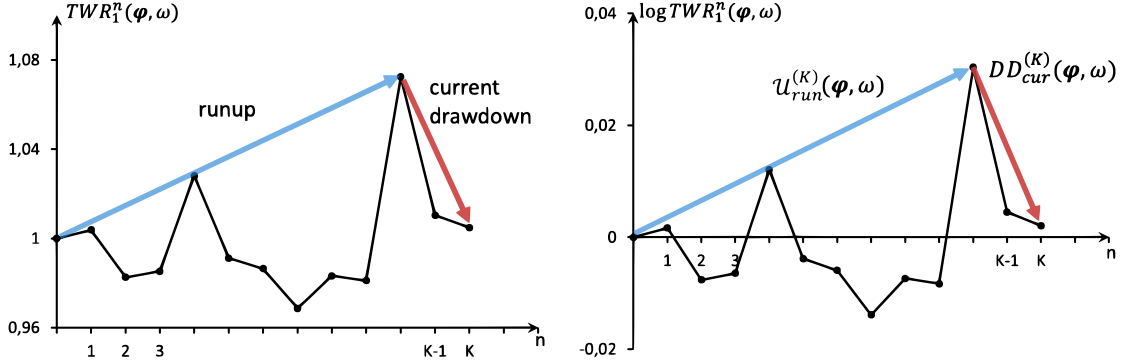 TWR₁ⁿ(φ, ω)
1,08
1,04
1
0,96
runup
current
drawdown
1 2 3 K-1 K n
0,04
log TWR₁ⁿ(φ, ω)
0,02
0
-0,02
𝒰_run^(K)(φ, ω)
DD_cur^(K)(φ, ω)
1 2 3 K-1 K n